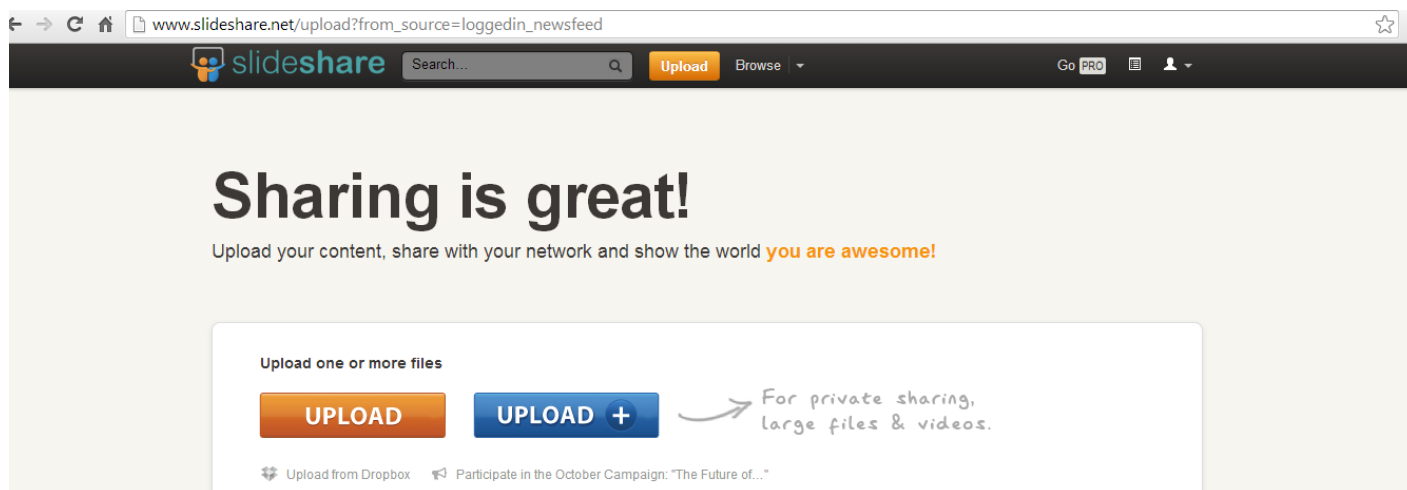 www.slideshare.net/upload?from_source=loggedin_newsfeed
slideshare Search... Upload Browse Go PRO
Sharing is great!
Upload your content, share with your network and show the world you are awesome!
Upload one or more files
UPLOAD UPLOAD + For private sharing,
large files & videos.
Upload from Dropbox Participate in the October Campaign: "The Future of..."